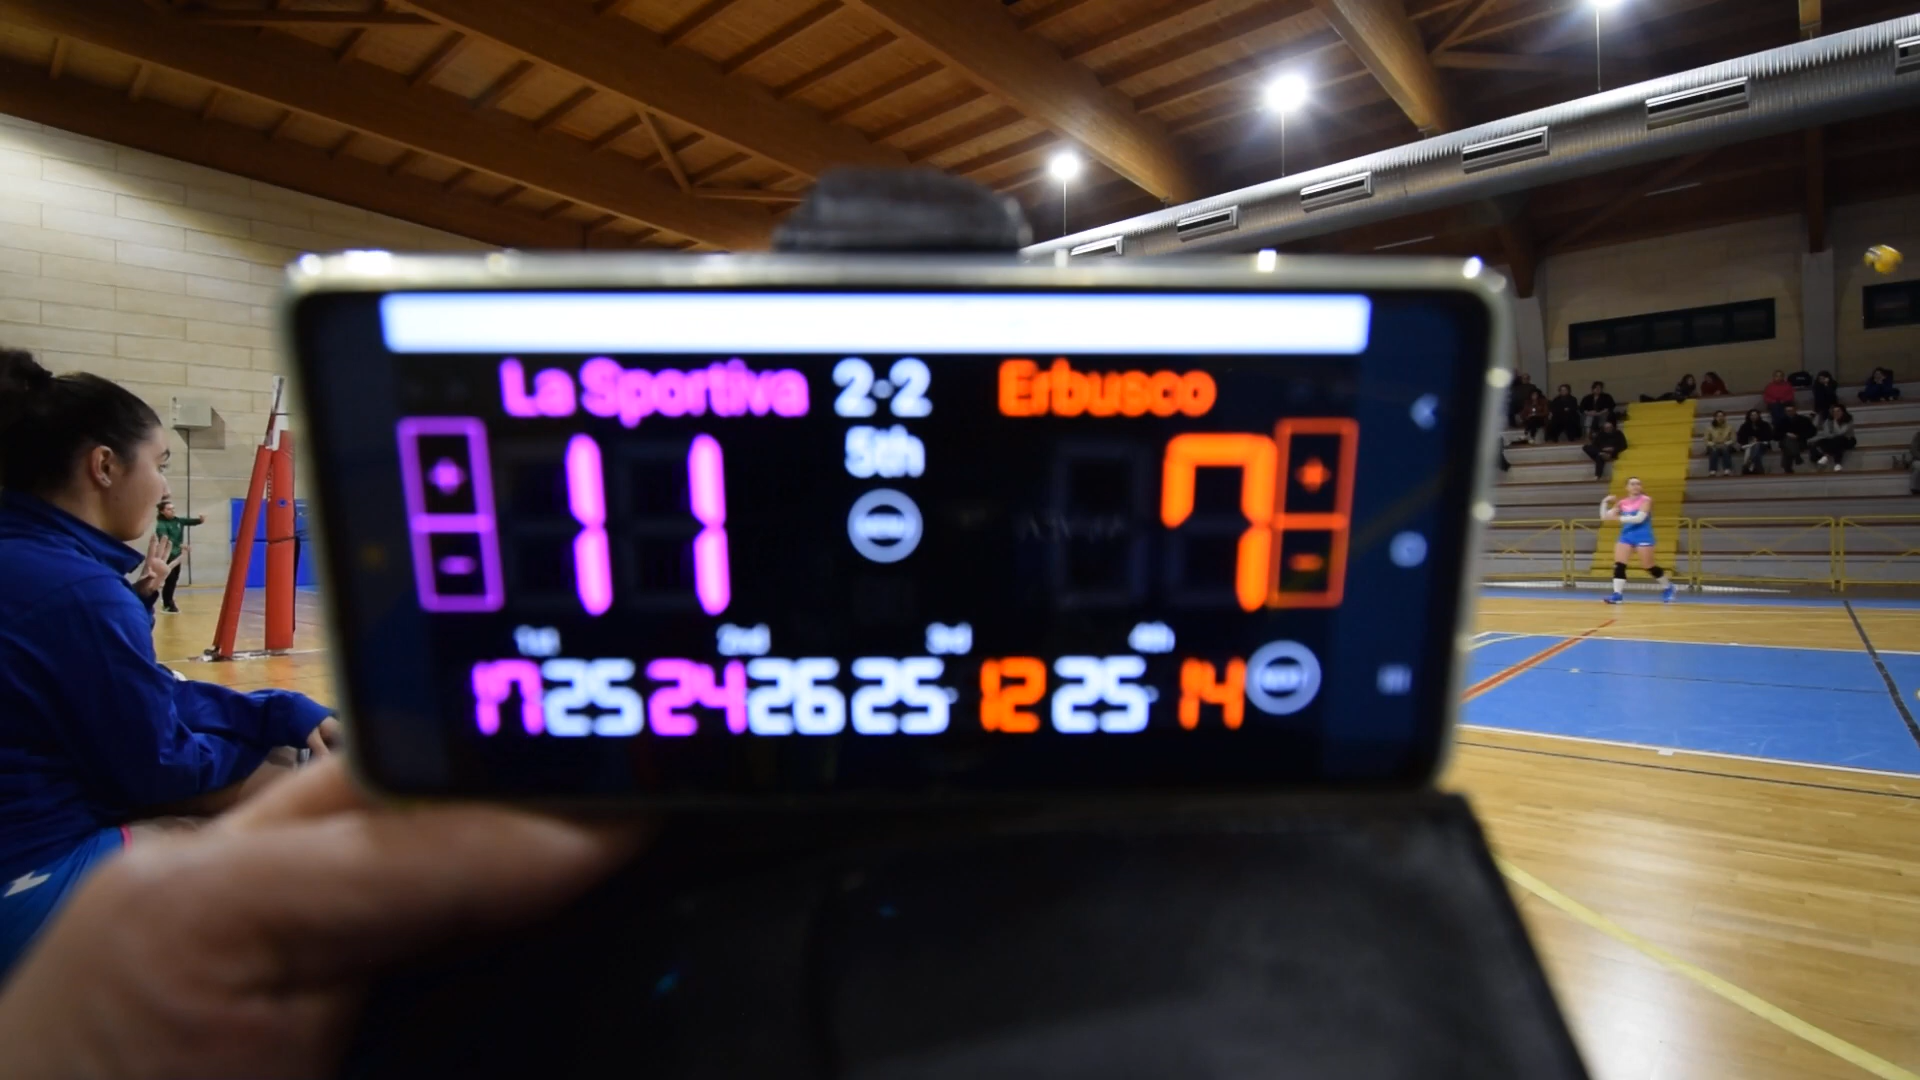 La Sportiva 2-2 Erbusco
5th
11 7
1st 2nd 3rd 4th
17 25 24 26 25 12 25 14